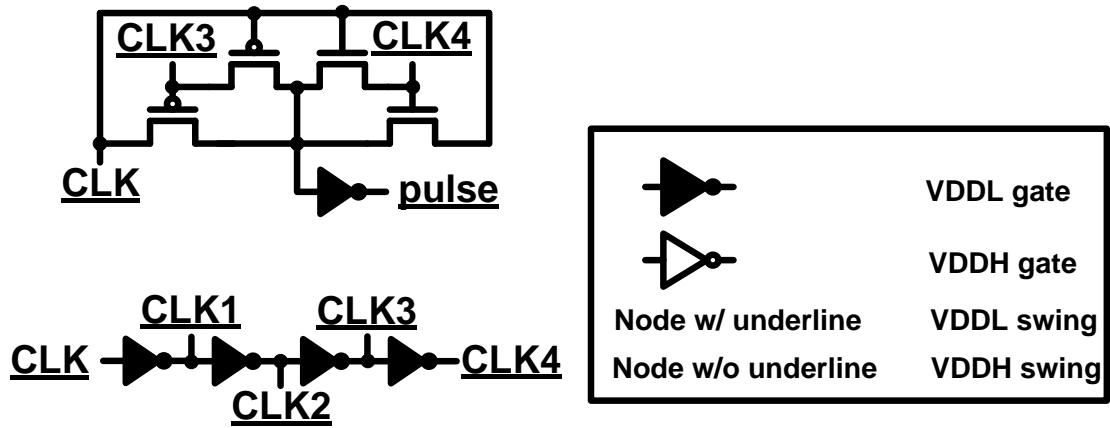 CLK3
CLK4
CLK
pulse
CLK1
CLK3
CLK
CLK4
CLK2
VDDL gate
VDDH gate
Node w/ underline VDDL swing
Node w/o underline VDDH swing